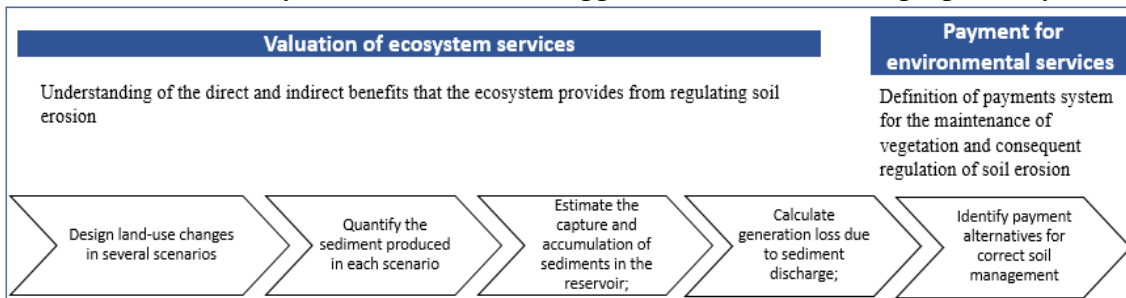 Valuation of ecosystem services
Payment for
environmental services
Understanding of the direct and indirect benefits that the ecosystem provides from regulating soil
erosion
Definition of payments system
for the maintenance of
vegetation and consequent
regulation of soil erosion
Design land-use changes
in several scenarios
Quantify the
sediment produced
in each scenario
Estimate the
capture and
accumulation of
sediments in the
reservoir;
Calculate
generation loss due
to sediment
discharge;
Identify payment
alternatives for
correct soil
management